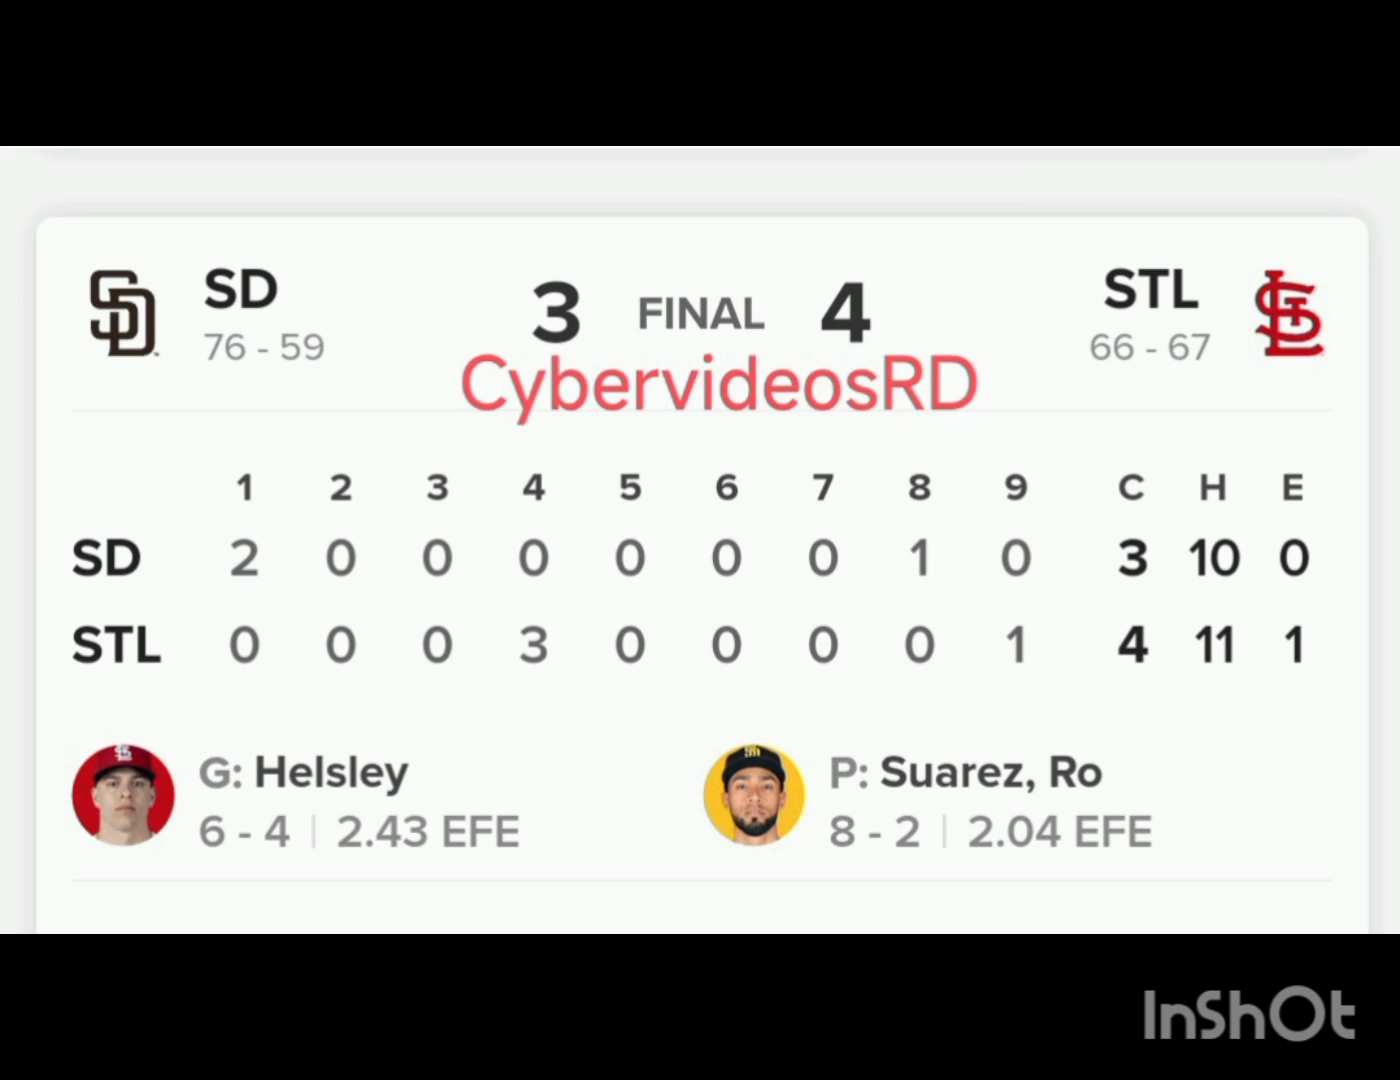 SD 3 FINAL 4 STL
76 - 59 66 - 67
CybervideosRD
1 2 3 4 5 6 7 8 9 C H E
SD 2 0 0 0 0 0 0 1 0 3 10 0
STL 0 0 0 3 0 0 0 0 1 4 11 1
G: Helsley P: Suarez, Ro
6 - 4 | 2.43 EFE 8 - 2 | 2.04 EFE
InShOt